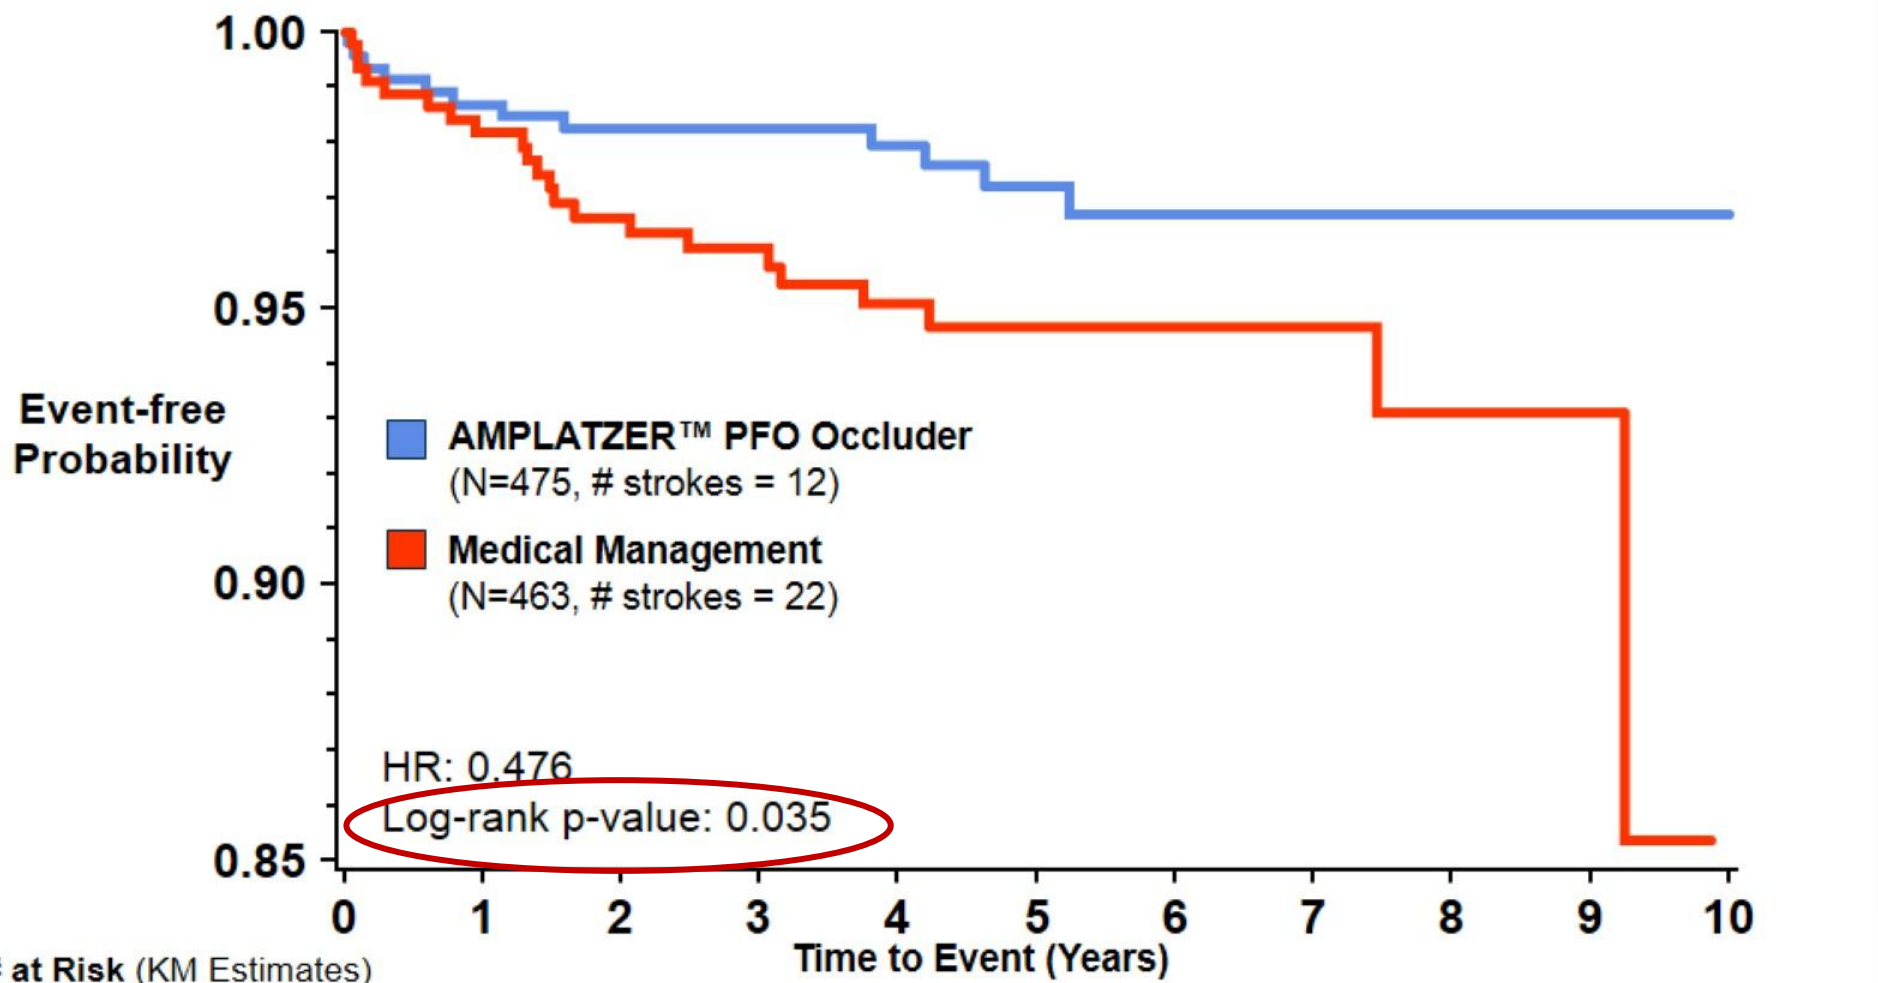 1.00
0.95
Event-free
Probability
AMPLATZER™ PFO Occluder
(N=475, # strokes = 12)
Medical Management
(N=463, # strokes = 22)
0.90
HR: 0.476
Log-rank p-value: 0.035
0.85
0 1 2 3 4 5 6 7 8 9 10
Time to Event (Years)
# at Risk (KM Estimates)